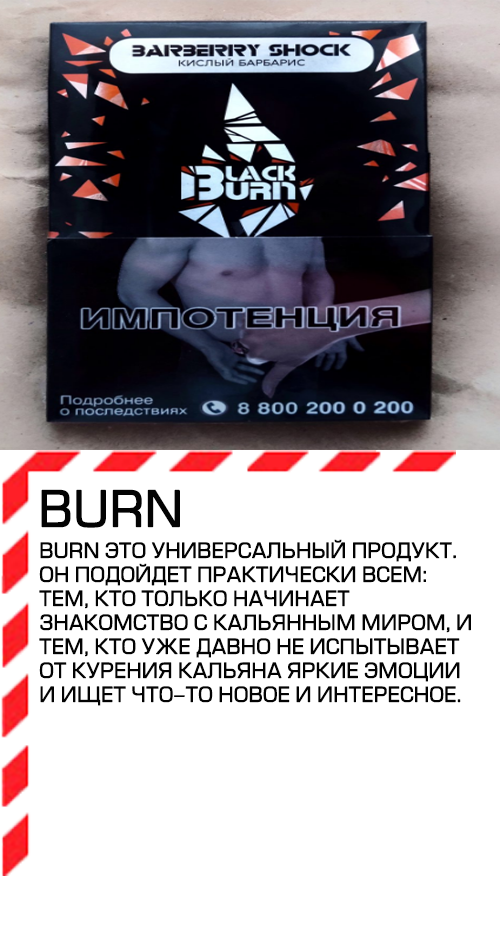 BARBERRY SHOCK
КИСЛЫЙ БАРБАРИС
BLACK
BURN
ИМПОТЕНЦИЯ
Подробнее
о последствиях 8 800 200 0 200
BURN
BURN ЭТО УНИВЕРСАЛЬНЫЙ ПРОДУКТ.
ОН ПОДОЙДЕТ ПРАКТИЧЕСКИ ВСЕМ:
ТЕМ, КТО ТОЛЬКО НАЧИНАЕТ
ЗНАКОМСТВО С КАЛЬЯННЫМ МИРОМ, И
ТЕМ, КТО УЖЕ ДАВНО НЕ ИСПЫТЫВАЕТ
ОТ КУРЕНИЯ КАЛЬЯНА ЯРКИЕ ЭМОЦИИ
И ИЩЕТ ЧТО-ТО НОВОЕ И ИНТЕРЕСНОЕ.